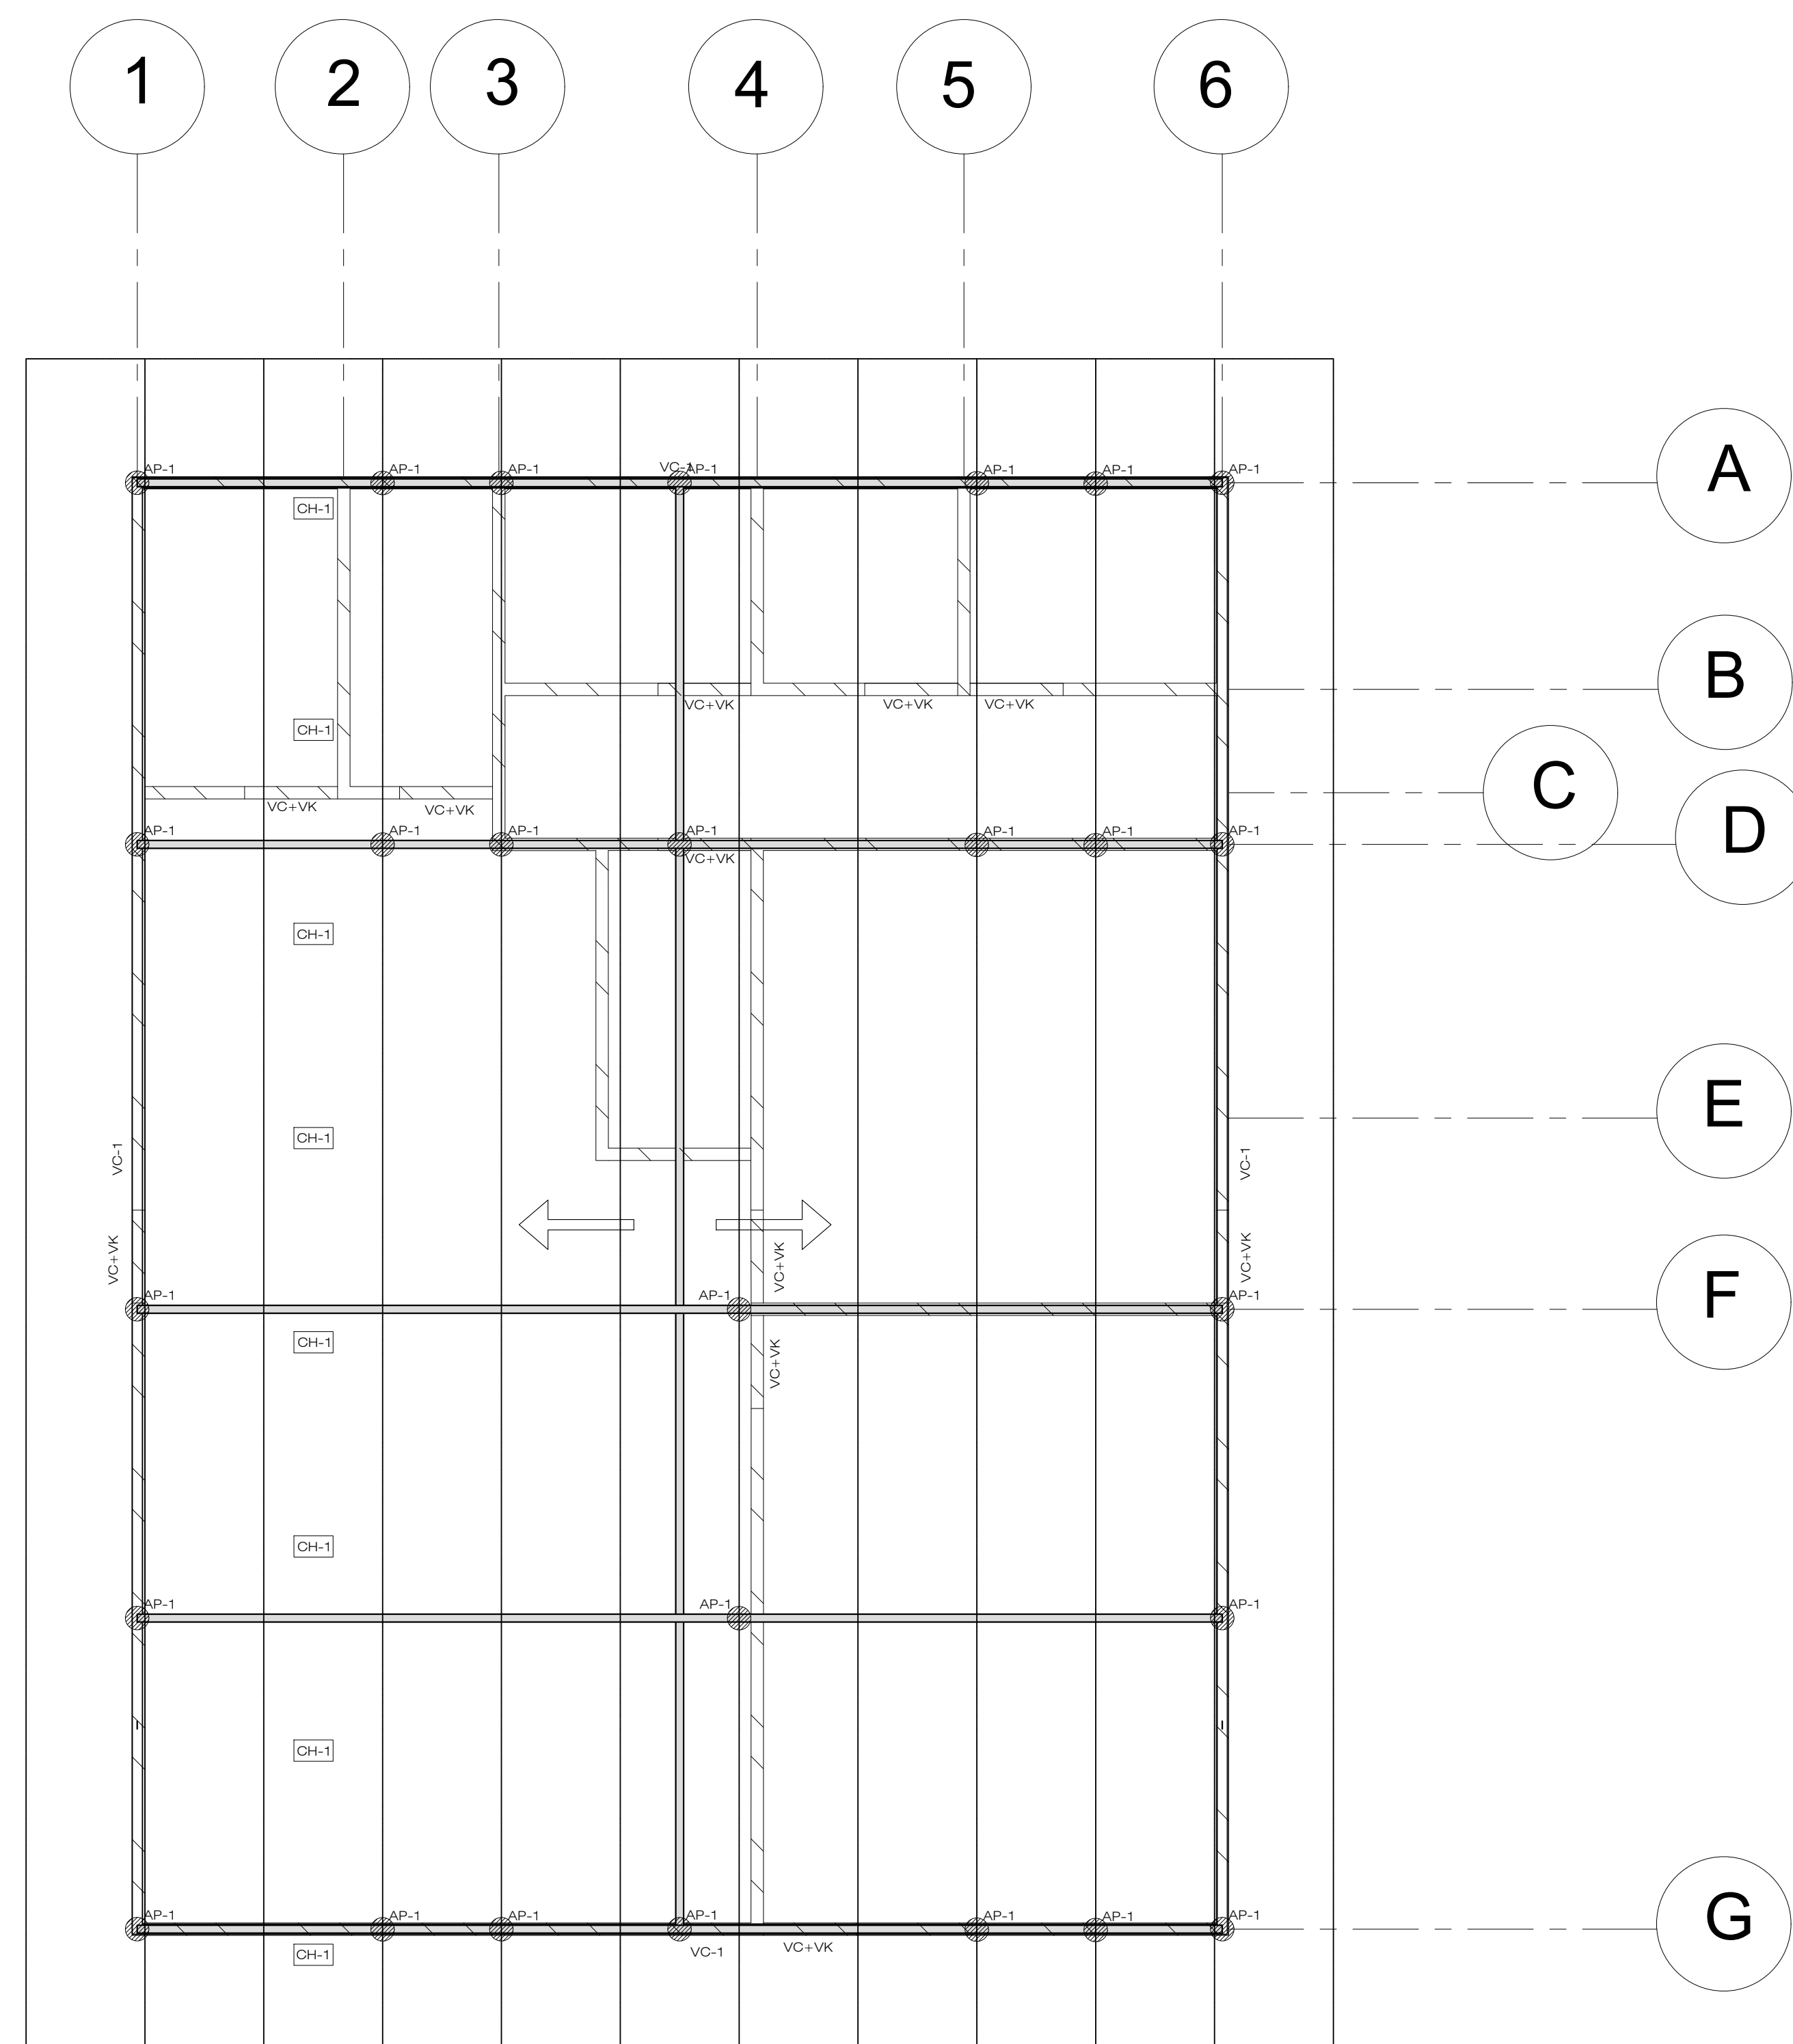 1 2 3 4 5 6
A
AP-1 AP-1 AP-1 VC-1 AP-1 AP-1 AP-1 AP-1
CH-1
B
VC+VK VC+VK VC+VK
CH-1
C
VC+VK VC+VK
D
AP-1 AP-1 AP-1 AP-1 AP-1 AP-1 AP-1
VC+VK
CH-1
E
CH-1
VC-1 VC-1
VC+VK VC+VK VC+VK
F
AP-1 AP-1 AP-1
CH-1
VC+VK
CH-1
AP-1 AP-1 AP-1
CH-1
G
AP-1 AP-1 AP-1 AP-1 AP-1 AP-1 AP-1
CH-1 VC-1 VC+VK